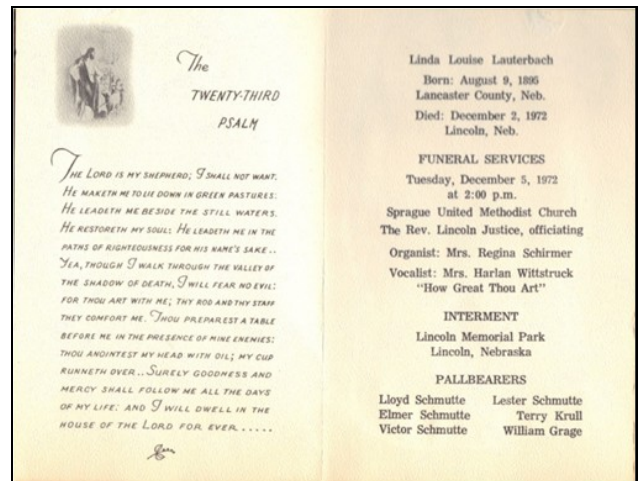 The
TWENTY-THIRD
PSALM
THE LORD IS MY SHEPHERD; I SHALL NOT WANT.
HE MAKETH ME TO LIE DOWN IN GREEN PASTURES:
HE LEADETH ME BESIDE THE STILL WATERS.
HE RESTORETH MY SOUL: HE LEADETH ME IN THE
PATHS OF RIGHTEOUSNESS FOR HIS NAME'S SAKE..
YEA, THOUGH I WALK THROUGH THE VALLEY OF
THE SHADOW OF DEATH, I WILL FEAR NO EVIL:
FOR THOU ART WITH ME; THY ROD AND THY STAFF
THEY COMFORT ME. THOU PREPAREST A TABLE
BEFORE ME IN THE PRESENCE OF MINE ENEMIES:
THOU ANOINTEST MY HEAD WITH OIL; MY CUP
RUNNETH OVER.. SURELY GOODNESS AND
MERCY SHALL FOLLOW ME ALL THE DAYS
OF MY LIFE: AND I WILL DWELL IN THE
HOUSE OF THE LORD FOR EVER .....
Linda Louise Lauterbach
Born: August 9, 1895
Lancaster County, Neb.
Died: December 2, 1972
Lincoln, Neb.
FUNERAL SERVICES
Tuesday, December 5, 1972
at 2:00 p.m.
Sprague United Methodist Church
The Rev. Lincoln Justice, officiating
Organist: Mrs. Regina Schirmer
Vocalist: Mrs. Harlan Wittstruck
"How Great Thou Art"
INTERMENT
Lincoln Memorial Park
Lincoln, Nebraska
PALLBEARERS
Lloyd Schmutte Lester Schmutte
Elmer Schmutte Terry Krull
Victor Schmutte William Grage